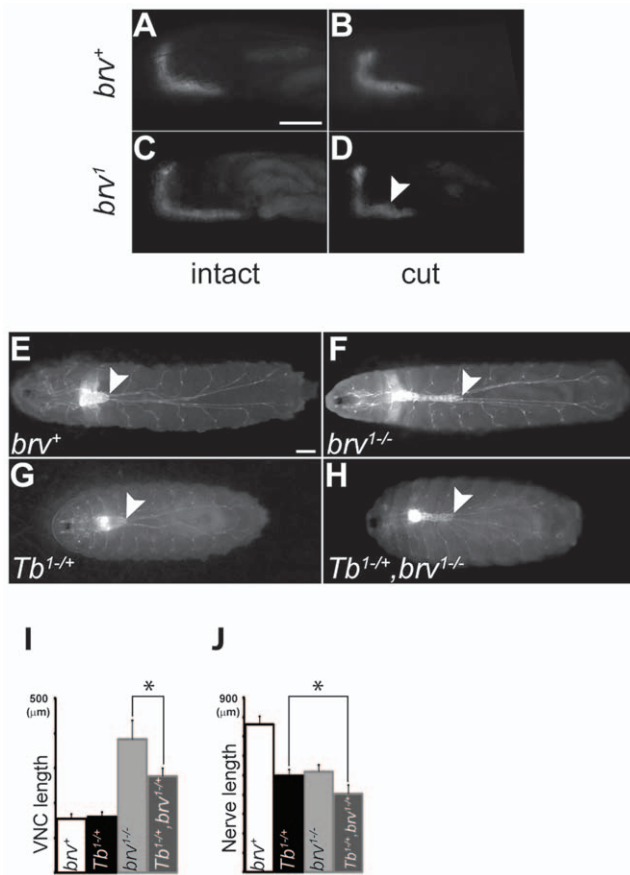 A B
brv+
C D
brv1
intact cut
E F
brv+ brv1-/-
G H
Tb1-/+ Tb1-/+,brv1-/-
I J
500
(μm)
*
VNC length
brv+
Tb1-/+
brv1-/-
Tb1-/+,brv1-/+
900
(μm)
*
Nerve length
brv+
Tb1-/+
brv1-/-
Tb1-/+,brv1-/+